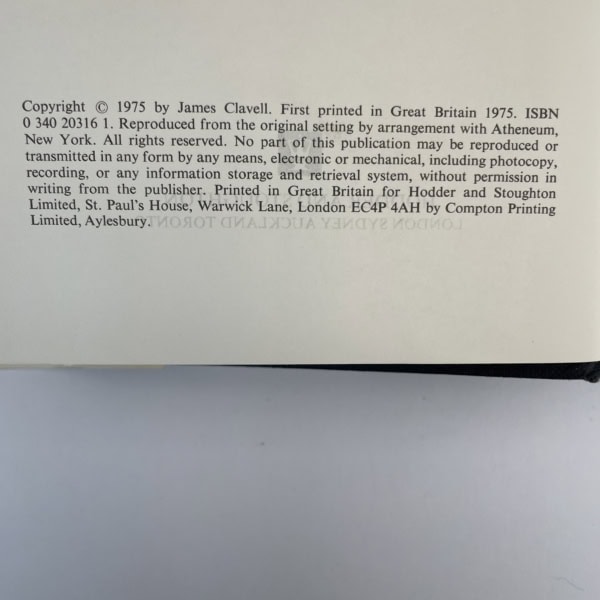 Copyright © 1975 by James Clavell. First printed in Great Britain 1975. ISBN
0 340 20316 1. Reproduced from the original setting by arrangement with Atheneum,
New York. All rights reserved. No part of this publication may be reproduced or
transmitted in any form by any means, electronic or mechanical, including photocopy,
recording, or any information storage and retrieval system, without permission in
writing from the publisher. Printed in Great Britain for Hodder and Stoughton
Limited, St. Paul's House, Warwick Lane, London EC4P 4AH by Compton Printing
Limited, Aylesbury.
LONDON SYDNEY AUCKLAND TORONTO